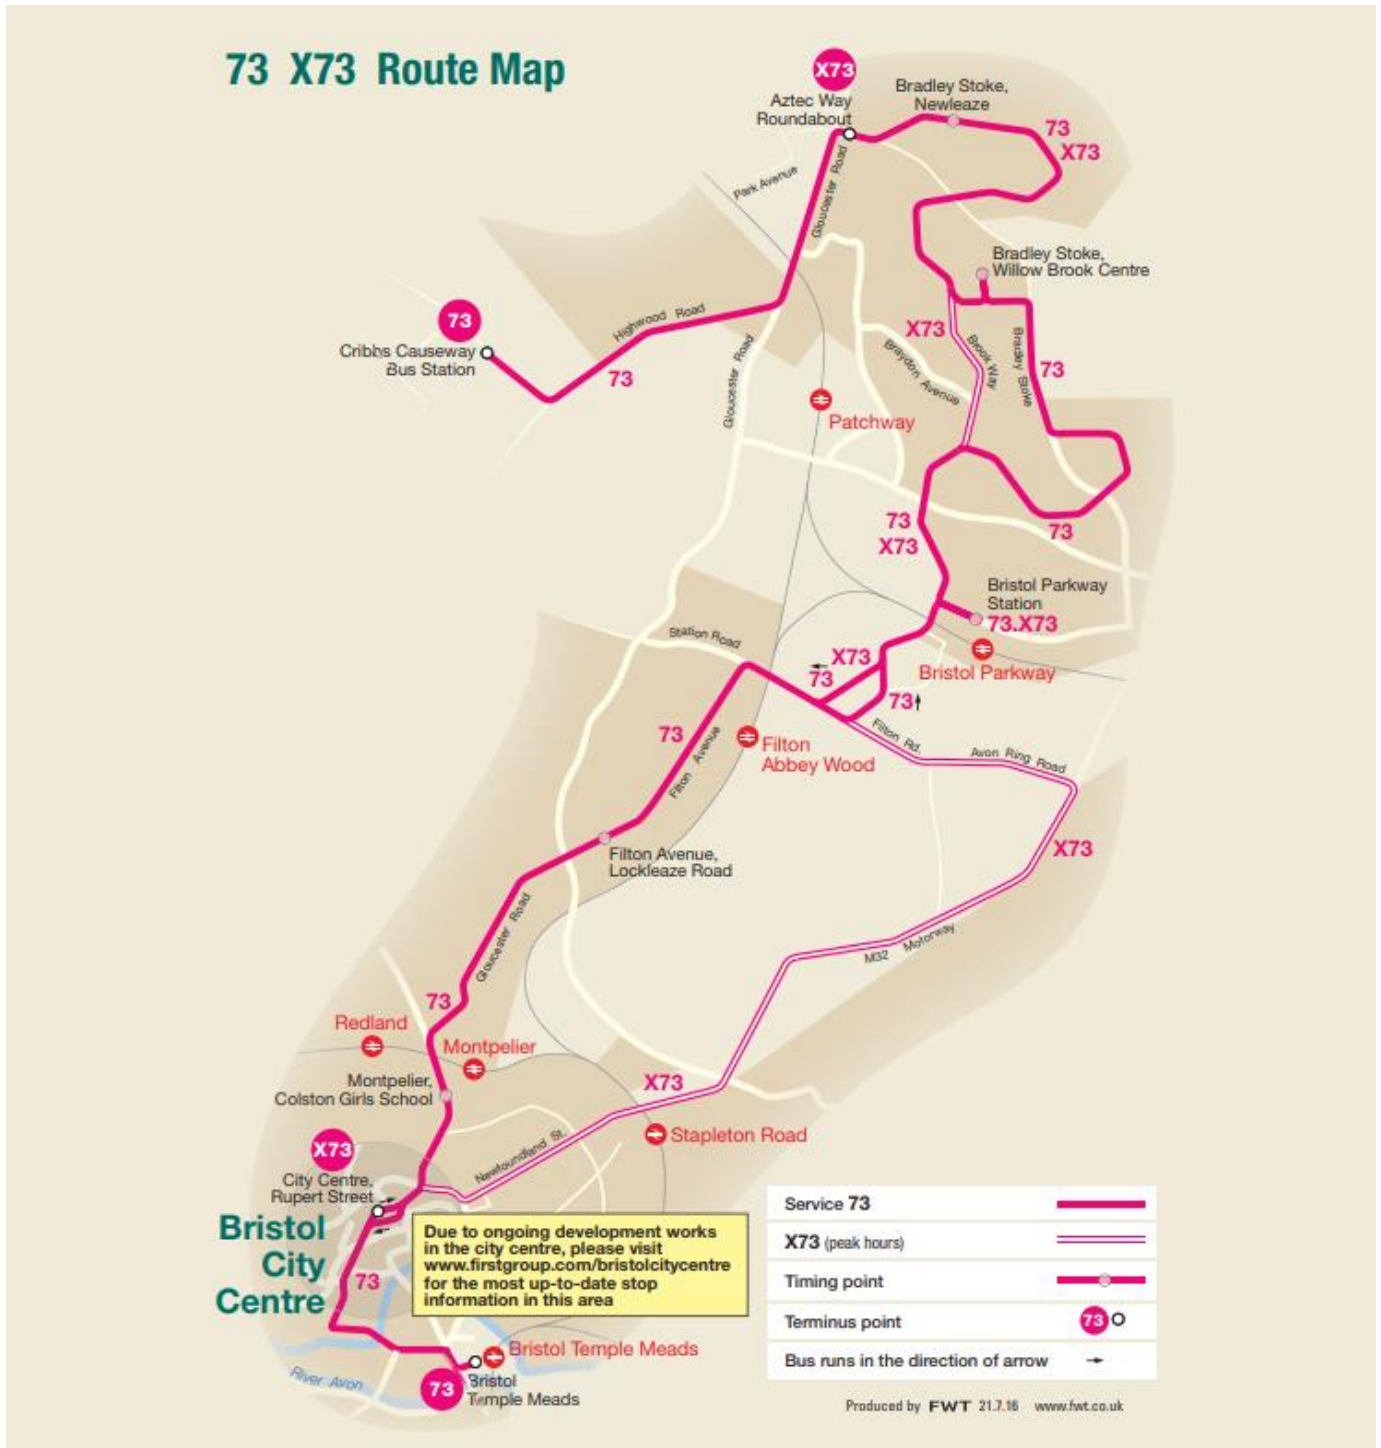 73 X73 Route Map
X73
Aztec Way
Roundabout
Bradley Stoke,
Newleaze
73
X73
Park Avenue
Gloucester Road
Bradley Stoke,
Willow Brook Centre
73
Cribbs Causeway
Bus Station
Highwood Road
73
Gloucester Road
X73
Braydon Avenue
Brook Way
Bradley Stoke
73
Patchway
73
X73
73
Bristol Parkway
Station
73.X73
Bristol Parkway
Station Road
X73
73
73
Filton Rd.
Avon Ring Road
73
Filton Avenue
Filton
Abbey Wood
X73
Filton Avenue,
Lockleaze Road
Gloucester Road
M32 Motorway
73
Redland
Montpelier
Montpelier,
Colston Girls School
X73
Stapleton Road
Newfoundland St.
X73
City Centre,
Rupert Street
Bristol
City
Centre
73
Due to ongoing development works
in the city centre, please visit
www.firstgroup.com/bristolcitycentre
for the most up-to-date stop
information in this area
River Avon
Bristol Temple Meads
73
Bristol
Temple Meads
Service 73
X73 (peak hours)
Timing point
Terminus point
73
Bus runs in the direction of arrow
Produced by FWT 21.7.16 www.fwt.co.uk